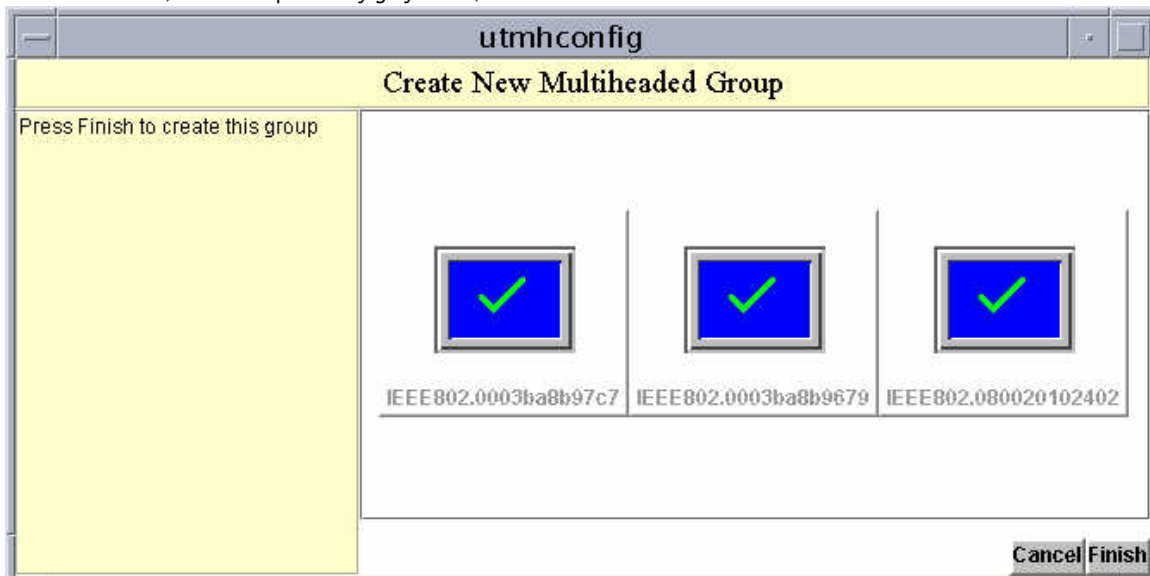 utmhconfig
Create New Multiheaded Group
Press Finish to create this group
IEEE802.0003ba8b97c7
IEEE802.0003ba8b9679
IEEE802.080020102402
Cancel
Finish